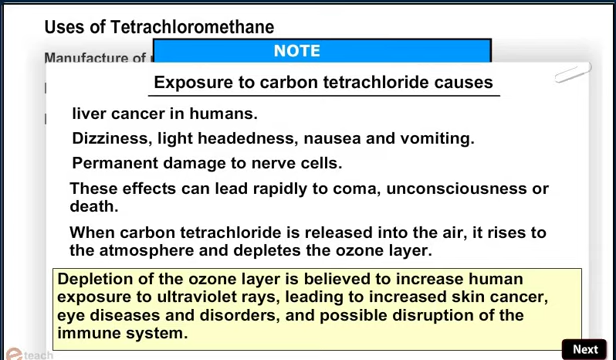 Uses of Tetrachloromethane
Manufacture of
NOTE
Exposure to carbon tetrachloride causes
liver cancer in humans.
Dizziness, light headedness, nausea and vomiting.
Permanent damage to nerve cells.
These effects can lead rapidly to coma, unconsciousness or
death.
When carbon tetrachloride is released into the air, it rises to
the atmosphere and depletes the ozone layer.
Depletion of the ozone layer is believed to increase human
exposure to ultraviolet rays, leading to increased skin cancer,
eye diseases and disorders, and possible disruption of the
immune system.
eteach
Next